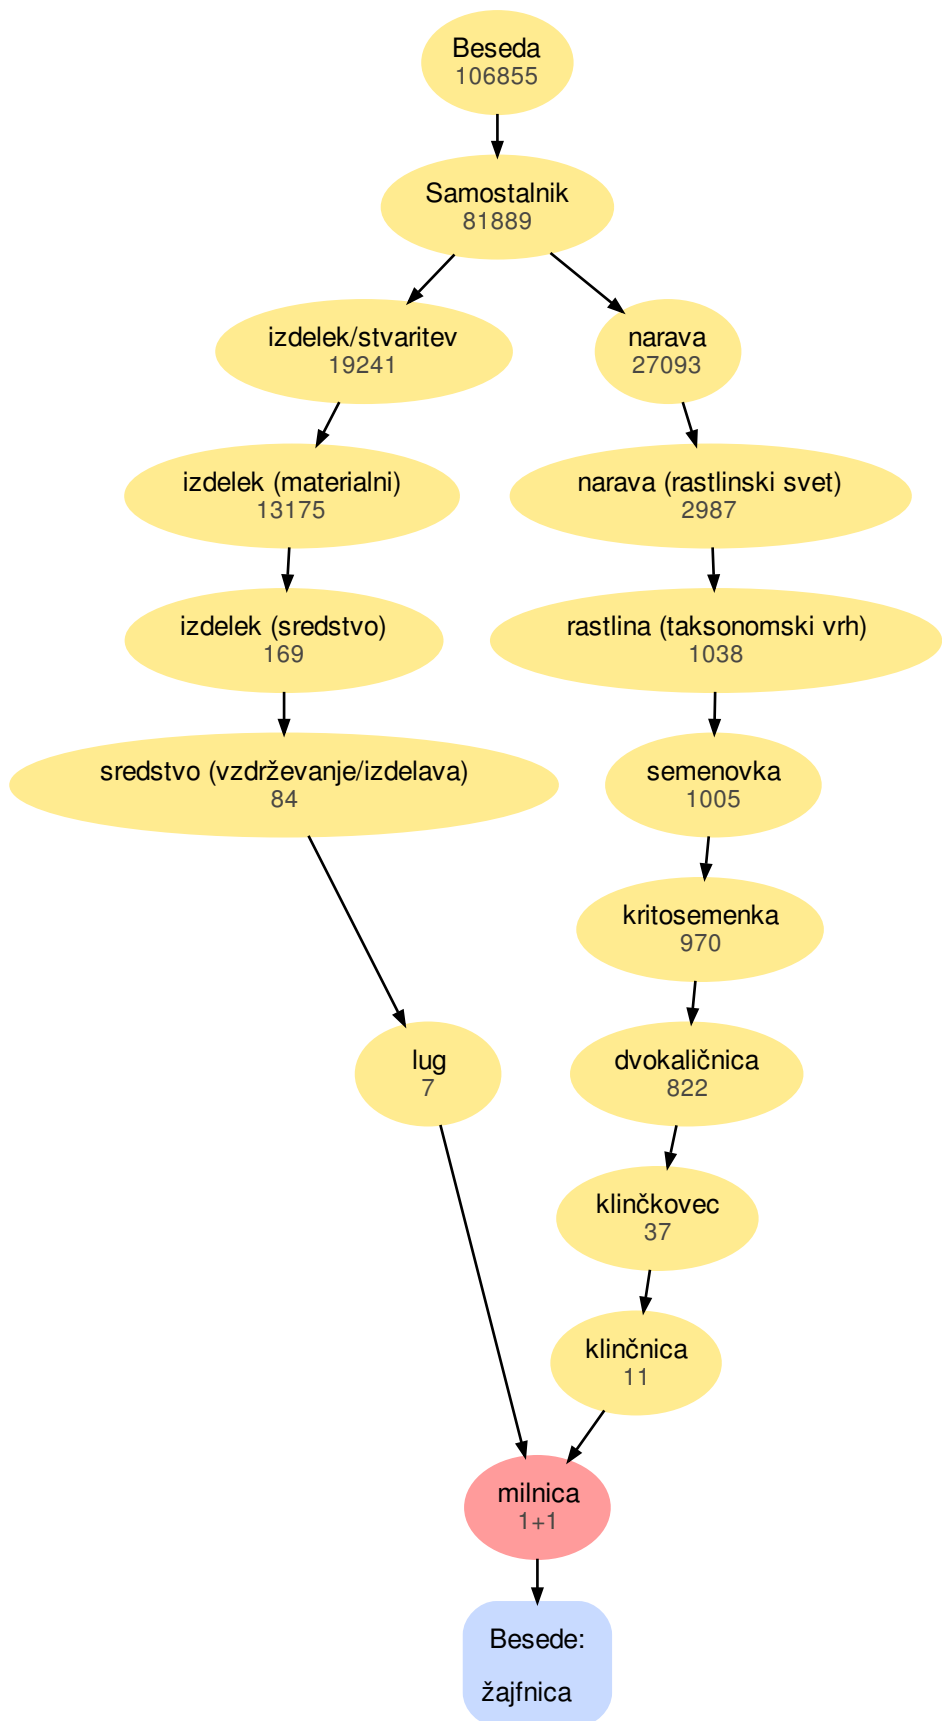 Beseda
106855
Samostalnik
81889
izdelek/stvaritev
19241
narava
27093
izdelek (materialni)
13175
narava (rastlinski svet)
2987
izdelek (sredstvo)
169
rastlina (taksonomski vrh)
1038
sredstvo (vzdrževanje/izdelava)
84
semenovka
1005
kritosemenka
970
lug
7
dvokaličnica
822
klinčkovec
37
klinčnica
11
milnica
1+1
Besede:
žajfnica